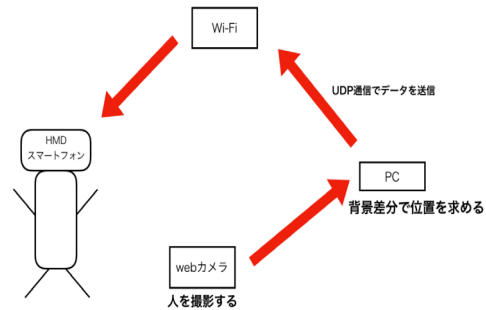 Wi-Fi
UDP通信でデータを送信
HMD
スマートフォン
PC
背景差分で位置を求める
webカメラ
人を撮影する